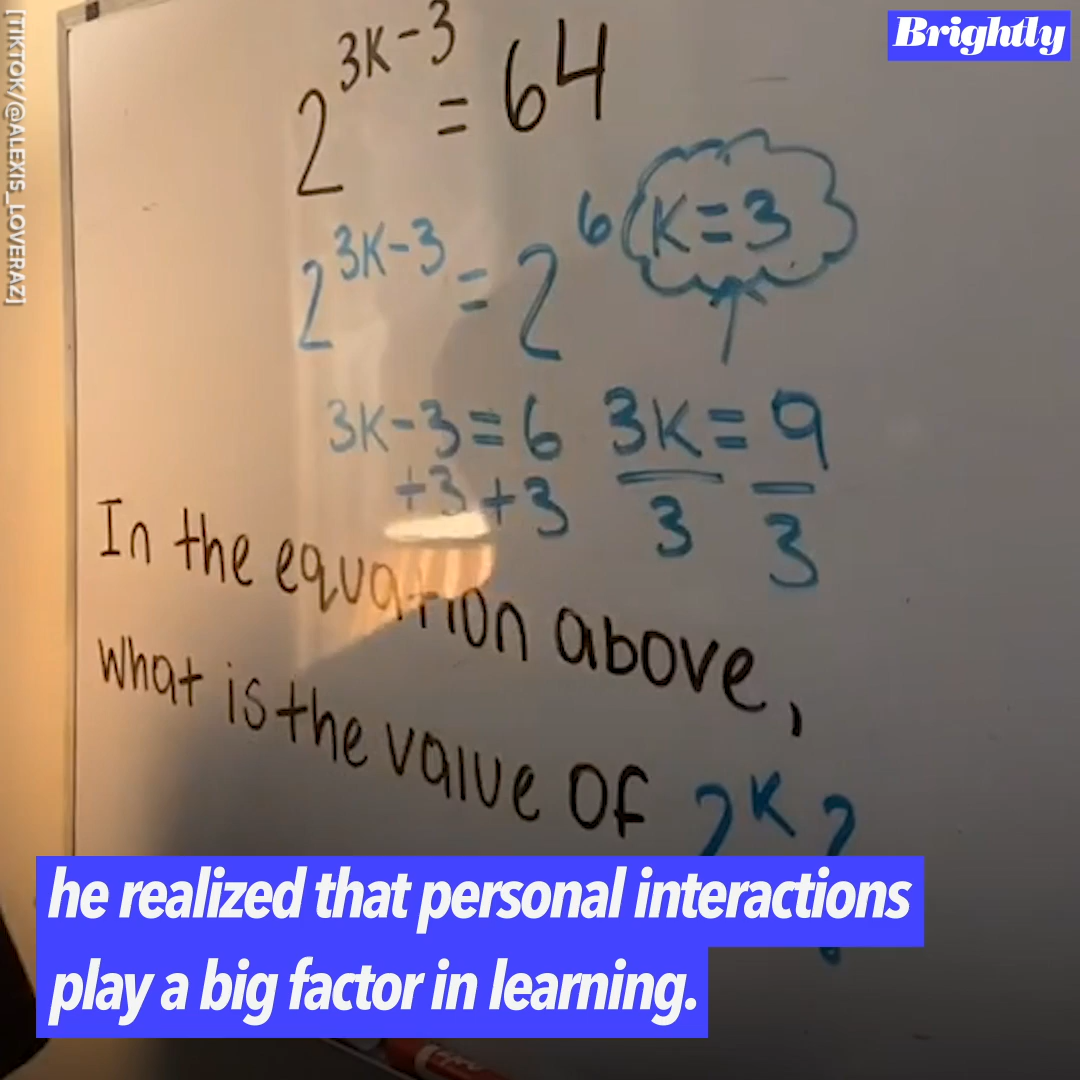 [TIKTOK/@ALEXIS_LOVERAZ]
Brightly
2^{3K-3} = 64
2^{3K-3} = 2^6
K=3
3K-3=6
+3 +3
3K = 9
3 3
In the equation above,
what is the value of 2^K?
he realized that personal interactions
play a big factor in learning.